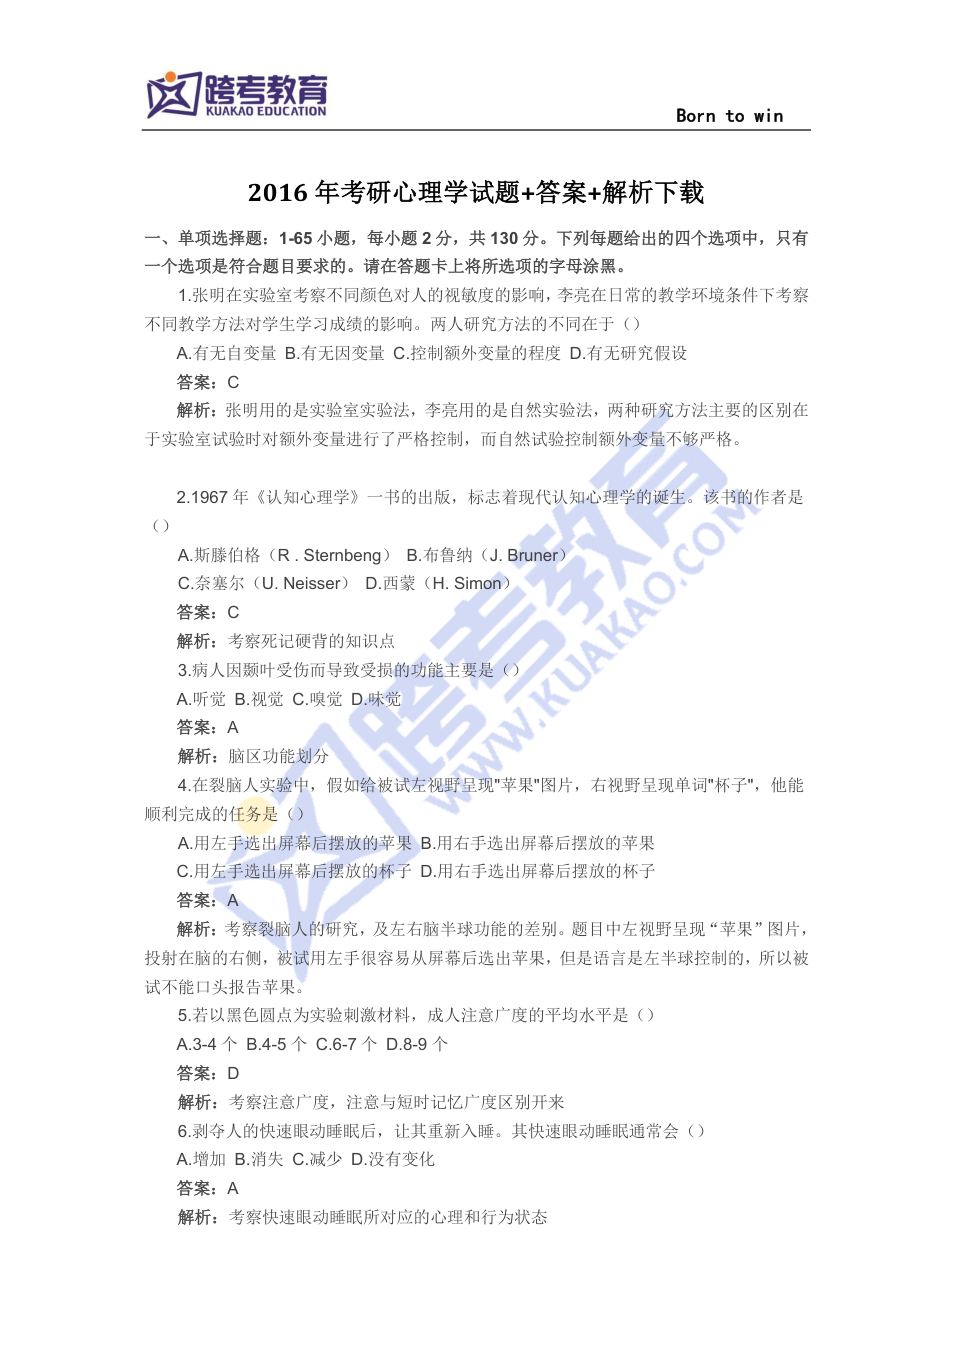 跨考教育
KUAKAO EDUCATION
Born to win
2016 年考研心理学试题+答案+解析下载
一、单项选择题：1-65 小题，每小题 2 分，共 130 分。下列每题给出的四个选项中，只有
一个选项是符合题目要求的。请在答题卡上将所选项的字母涂黑。
1.张明在实验室考察不同颜色对人的视敏度的影响，李亮在日常的教学环境条件下考察
不同教学方法对学生学习成绩的影响。两人研究方法的不同在于（）
A.有无自变量 B.有无因变量 C.控制额外变量的程度 D.有无研究假设
答案：C
解析：张明用的是实验室实验法，李亮用的是自然实验法，两种研究方法主要的区别在
于实验室试验时对额外变量进行了严格控制，而自然试验控制额外变量不够严格。
2.1967 年《认知心理学》一书的出版，标志着现代认知心理学的诞生。该书的作者是
（）
A.斯滕伯格（R . Sternbeng） B.布鲁纳（J. Bruner）
C.奈塞尔（U. Neisser） D.西蒙（H. Simon）
答案：C
解析：考察死记硬背的知识点
3.病人因颞叶受伤而导致受损的功能主要是（）
A.听觉 B.视觉 C.嗅觉 D.味觉
答案：A
解析：脑区功能划分
4.在裂脑人实验中，假如给被试左视野呈现"苹果"图片，右视野呈现单词"杯子"，他能
顺利完成的任务是（）
A.用左手选出屏幕后摆放的苹果 B.用右手选出屏幕后摆放的苹果
C.用左手选出屏幕后摆放的杯子 D.用右手选出屏幕后摆放的杯子
答案：A
解析：考察裂脑人的研究，及左右脑半球功能的差别。题目中左视野呈现“苹果”图片，
投射在脑的右侧，被试用左手很容易从屏幕后选出苹果，但是语言是左半球控制的，所以被
试不能口头报告苹果。
5.若以黑色圆点为实验刺激材料，成人注意广度的平均水平是（）
A.3-4 个 B.4-5 个 C.6-7 个 D.8-9 个
答案：D
解析：考察注意广度，注意与短时记忆广度区别开来
6.剥夺人的快速眼动睡眠后，让其重新入睡。其快速眼动睡眠通常会（）
A.增加 B.消失 C.减少 D.没有变化
答案：A
解析：考察快速眼动睡眠所对应的心理和行为状态
跨考教育
WWW.KUAKAO.COM